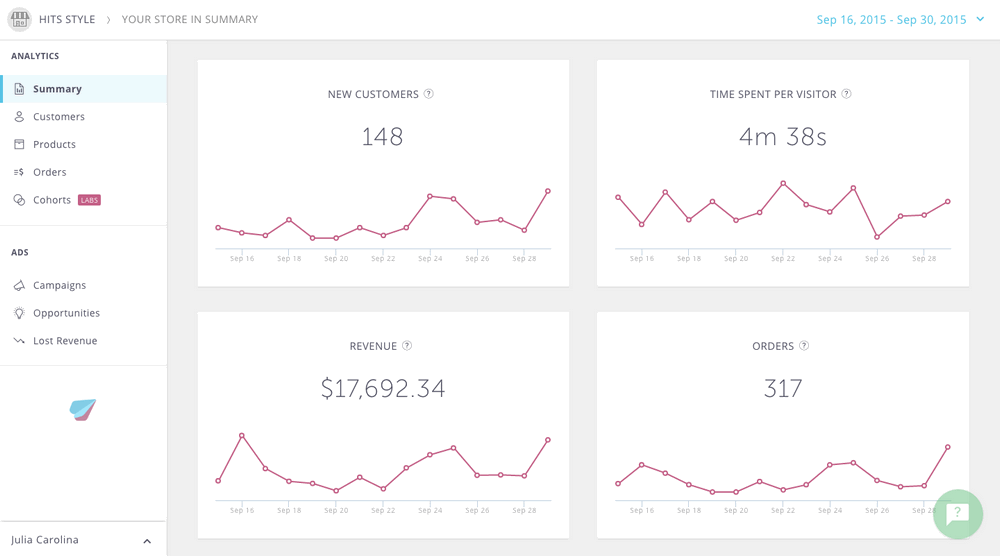 HITS STYLE > YOUR STORE IN SUMMARY
Sep 16, 2015 - Sep 30, 2015
ANALYTICS
Summary
Customers
Products
Orders
Cohorts LABS
ADS
Campaigns
Opportunities
Lost Revenue
Julia Carolina
NEW CUSTOMERS ?
148
Sep 16 Sep 18 Sep 20 Sep 22 Sep 24 Sep 26 Sep 28
TIME SPENT PER VISITOR ?
4m 38s
Sep 16 Sep 18 Sep 20 Sep 22 Sep 24 Sep 26 Sep 28
REVENUE ?
$17,692.34
Sep 16 Sep 18 Sep 20 Sep 22 Sep 24 Sep 26 Sep 28
ORDERS ?
317
Sep 16 Sep 18 Sep 20 Sep 22 Sep 24 Sep 26 Sep 28
?